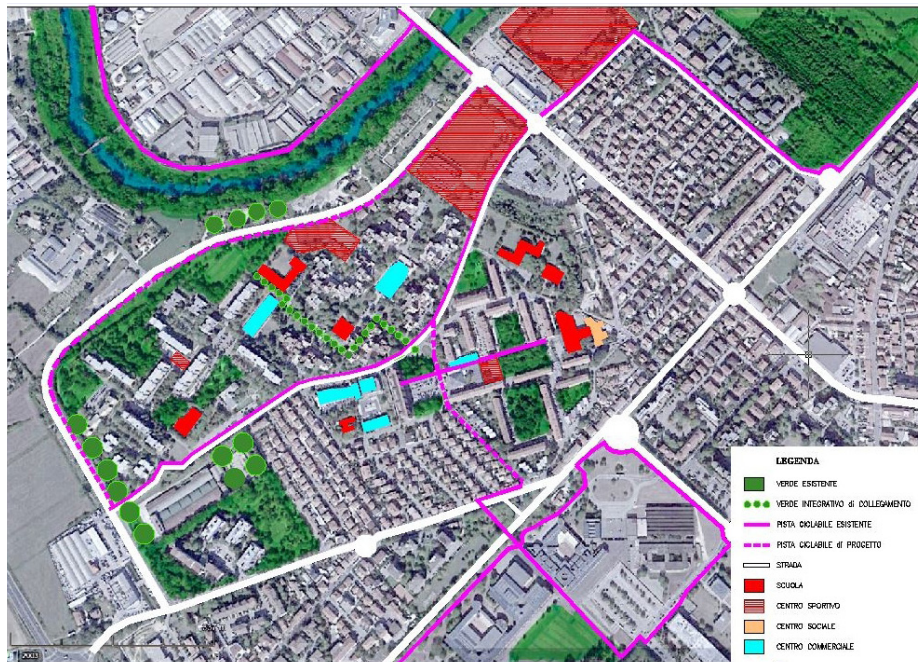 LEGENDA
VERDE ESISTENTE
VERDE INTEGRATIVO di COLLEGAMENTO
PISTA CICLABILE ESISTENTE
PISTA CICLABILE di PROGETTO
STRADA
SCUOLA
CENTRO SPORTIVO
CENTRO SOCIALE
CENTRO COMMERCIALE
2003